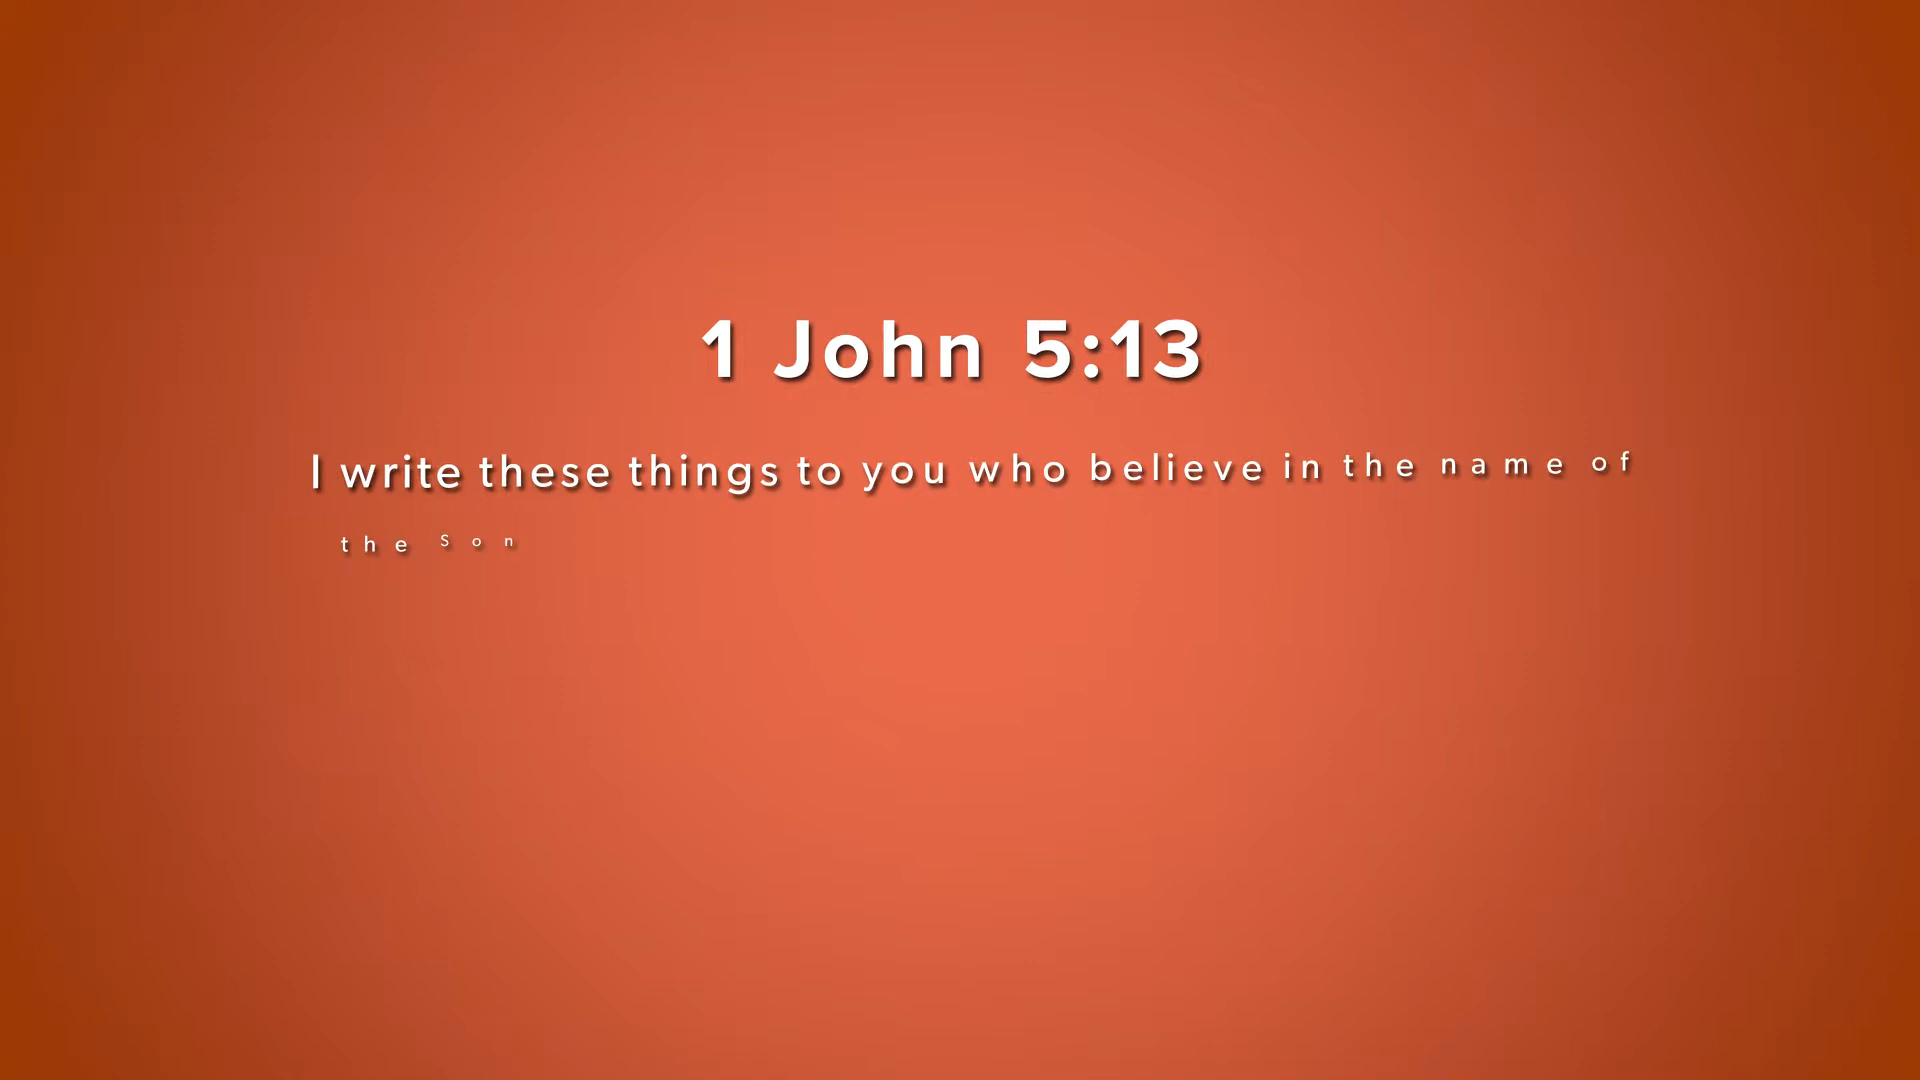 1 John 5:13
I write these things to you who believe in the name of
the Son